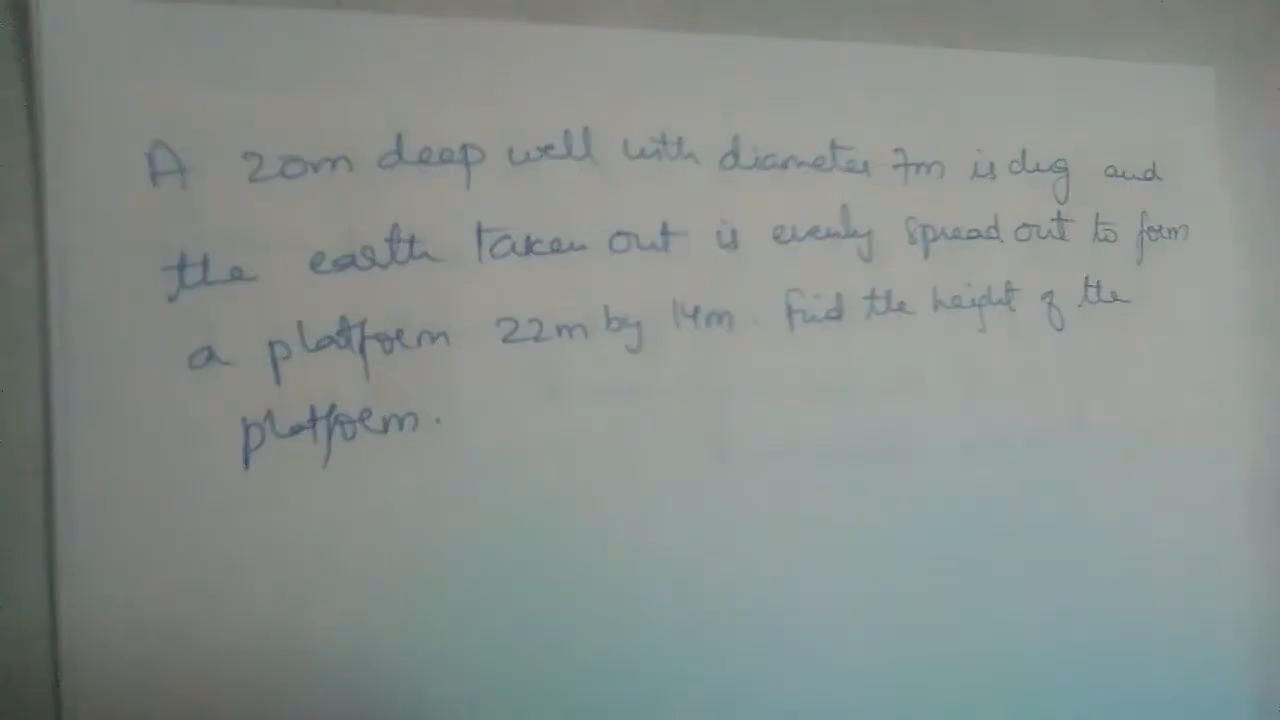 A 20m deep well with diameter 7m is dug and
the earth taken out is evenly spread out to form
a platform 22m by 14m. Find the height of the
platform.